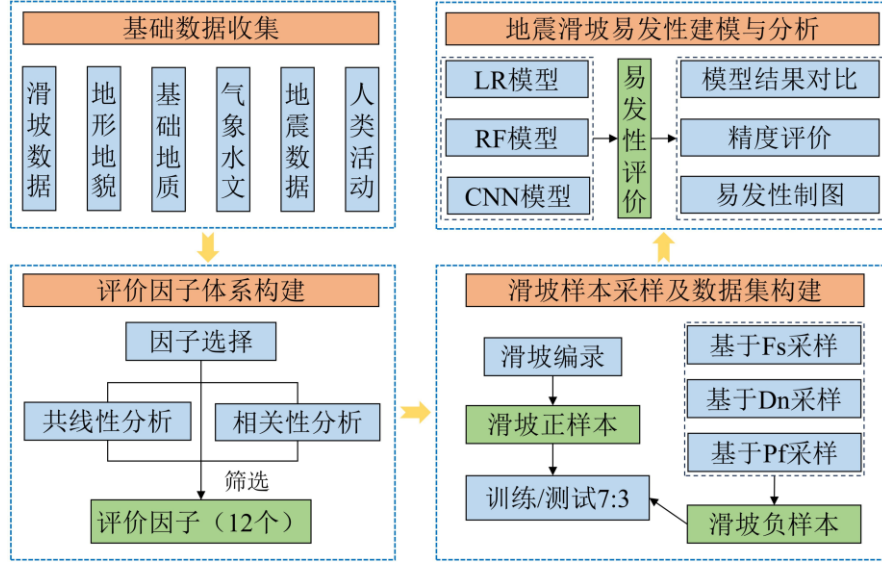 基础数据收集
滑坡数据
地形地貌
基础地质
气象水文
地震数据
人类活动
评价因子体系构建
因子选择
共线性分析
相关性分析
筛选
评价因子（12个）
滑坡样本采样及数据集构建
滑坡编录
滑坡正样本
训练/测试7:3
基于Fs采样
基于Dn采样
基于Pf采样
滑坡负样本
地震滑坡易发性建模与分析
LR模型
RF模型
CNN模型
易发性评价
模型结果对比
精度评价
易发性制图